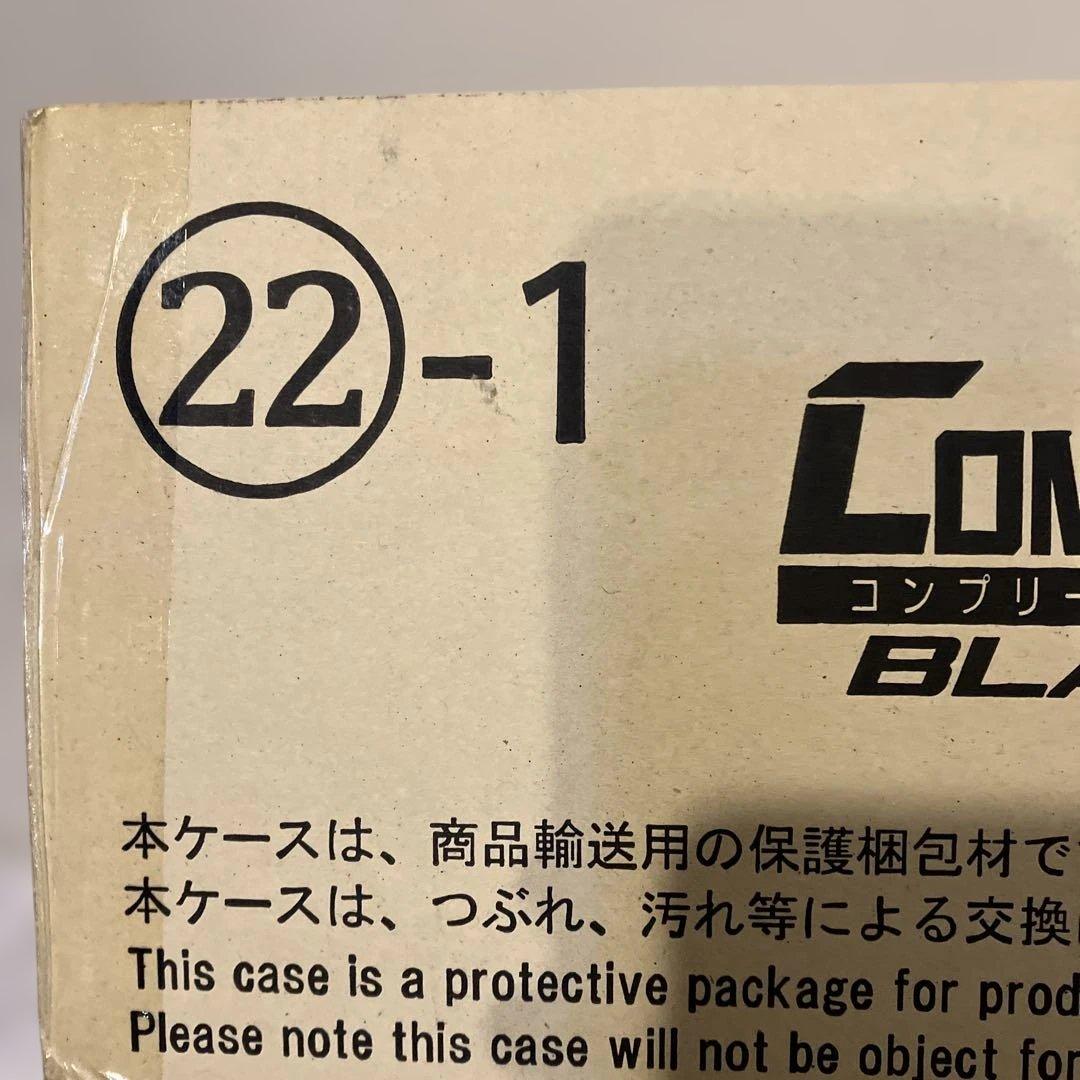 ㉒-1
COM
コンプリー
BLA
本ケースは、商品輸送用の保護梱包材で
本ケースは、つぶれ、汚れ等による交換
This case is a protective package for prod
Please note this case will not be object for